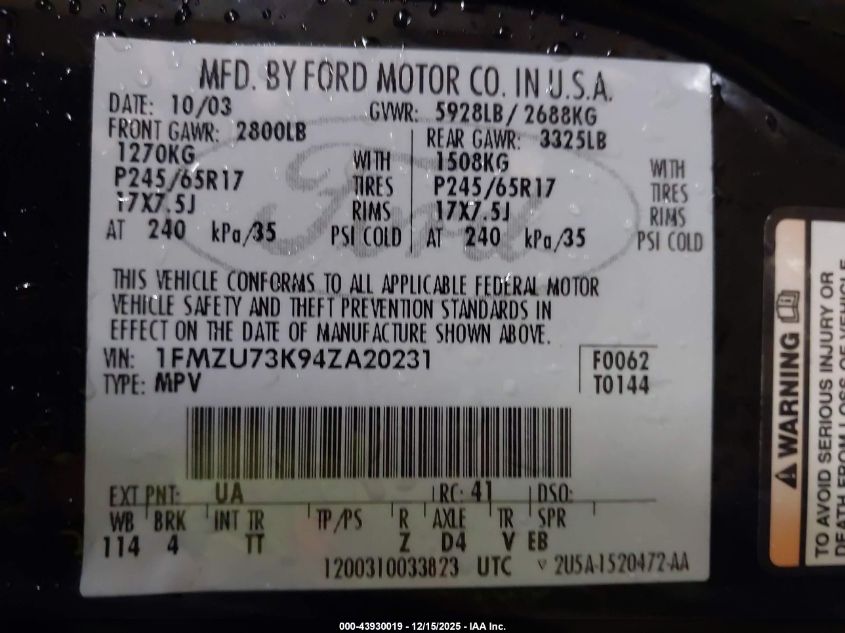 MFD. BY FORD MOTOR CO. IN U.S.A.
DATE: 10/03 GVWR: 5928LB/ 2688KG
FRONT GAWR: 2800LB REAR GAWR: 3325LB
1270KG WITH 1508KG WITH
P245/65R17 TIRES P245/65R17 TIRES
17X7.5J RIMS 17X7.5J RIMS
AT 240 kPa/35 PSI COLD AT 240 kPa/35 PSI COLD
Ford
THIS VEHICLE CONFORMS TO ALL APPLICABLE FEDERAL MOTOR
VEHICLE SAFETY AND THEFT PREVENTION STANDARDS IN
EFFECT ON THE DATE OF MANUFACTURE SHOWN ABOVE.
VIN: 1FMZU73K94ZA20231 F0062
TYPE: MPV T0144
EXT PNT: UA RC: 41 DSO:
WB BRK INT TR TP/PS R AXLE TR SPR
114 4 TT Z D4 V EB
1200310033823 UTC 2U5A-1520472-AA
WARNING
TO AVOID SERIOUS INJURY OR
DEATH FROM LOSS OF VEHICLE
000-43930019 - 12/15/2025 - IAA Inc.